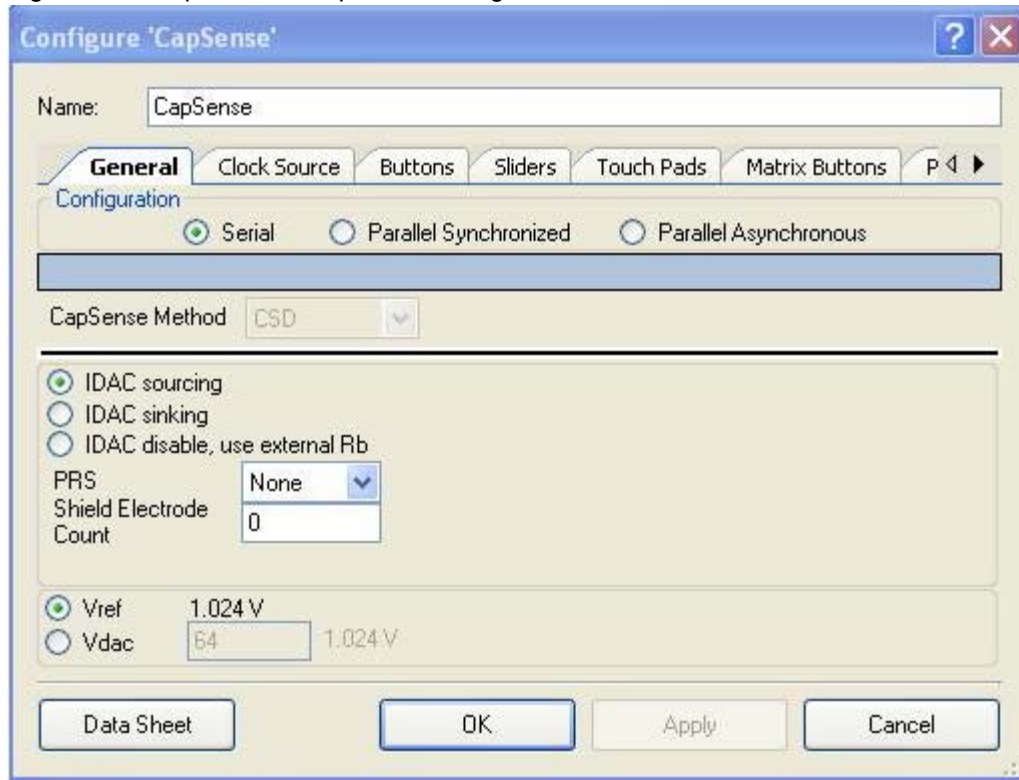 Configure 'CapSense'
Name: CapSense
General Clock Source Buttons Sliders Touch Pads Matrix Buttons P
Configuration
Serial Parallel Synchronized Parallel Asynchronous
CapSense Method CSD
IDAC sourcing
IDAC sinking
IDAC disable, use external Rb
PRS None
Shield Electrode
Count 0
Vref 1.024 V
Vdac 64 1.024 V
Data Sheet OK Apply Cancel